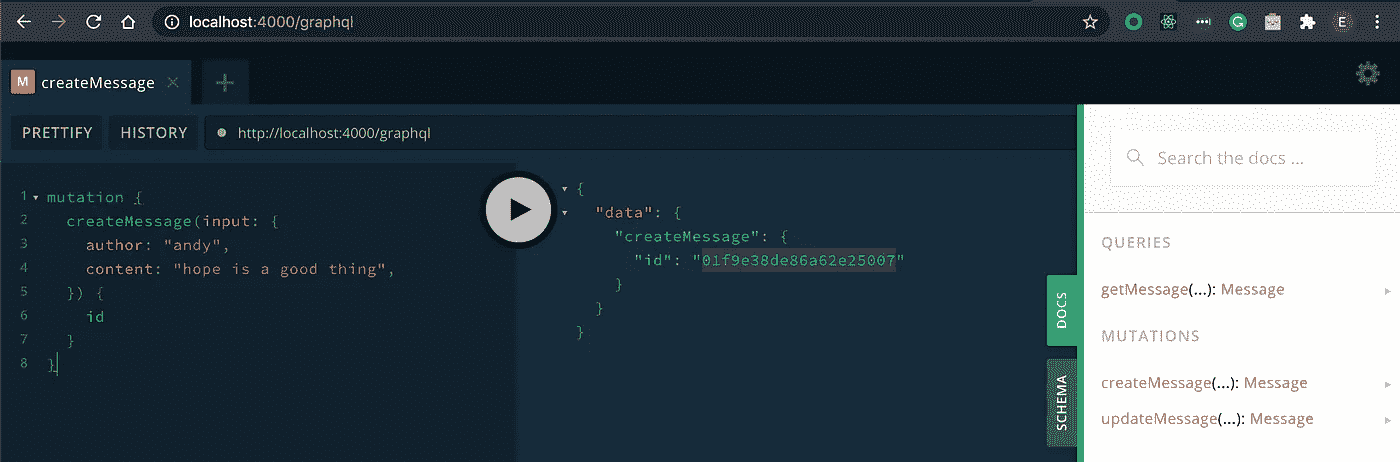 localhost:4000/graphql
E
M createMessage
PRETTIFY HISTORY http://localhost:4000/graphql
1 mutation {
2 createMessage(input: {
3 author: "andy",
4 content: "hope is a good thing",
5 }) {
6 id
7 }
8 }
{
"data": {
"createMessage": {
"id": "01f9e38de86a62e25007"
}
}
}
DOCS
SCHEMA
Search the docs ...
QUERIES
getMessage(...): Message
MUTATIONS
createMessage(...): Message
updateMessage(...): Message